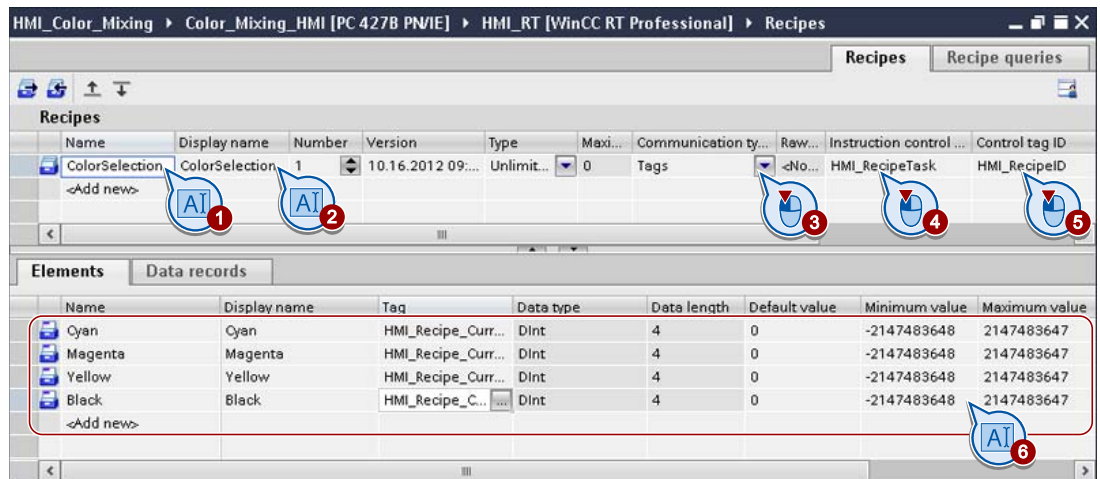 HMI_Color_Mixing ▸ Color_Mixing_HMI [PC 427B PN/IE] ▸ HMI_RT [WinCC RT Professional] ▸ Recipes
Recipes Recipe queries
Recipes
Name Display name Number Version Type Maxi... Communication ty... Raw... Instruction control ... Control tag ID
ColorSelection ColorSelection 1 10.16.2012 09:... Unlimit... 0 Tags <No... HMI_RecipeTask HMI_RecipeID
<Add new>
AI 1 AI 2 3 4 5
Elements Data records
Name Display name Tag Data type Data length Default value Minimum value Maximum value
Cyan Cyan HMI_Recipe_Curr... DInt 4 0 -2147483648 2147483647
Magenta Magenta HMI_Recipe_Curr... DInt 4 0 -2147483648 2147483647
Yellow Yellow HMI_Recipe_Curr... DInt 4 0 -2147483648 2147483647
Black Black HMI_Recipe_C... ... DInt 4 0 -2147483648 2147483647
<Add new>
AI 6